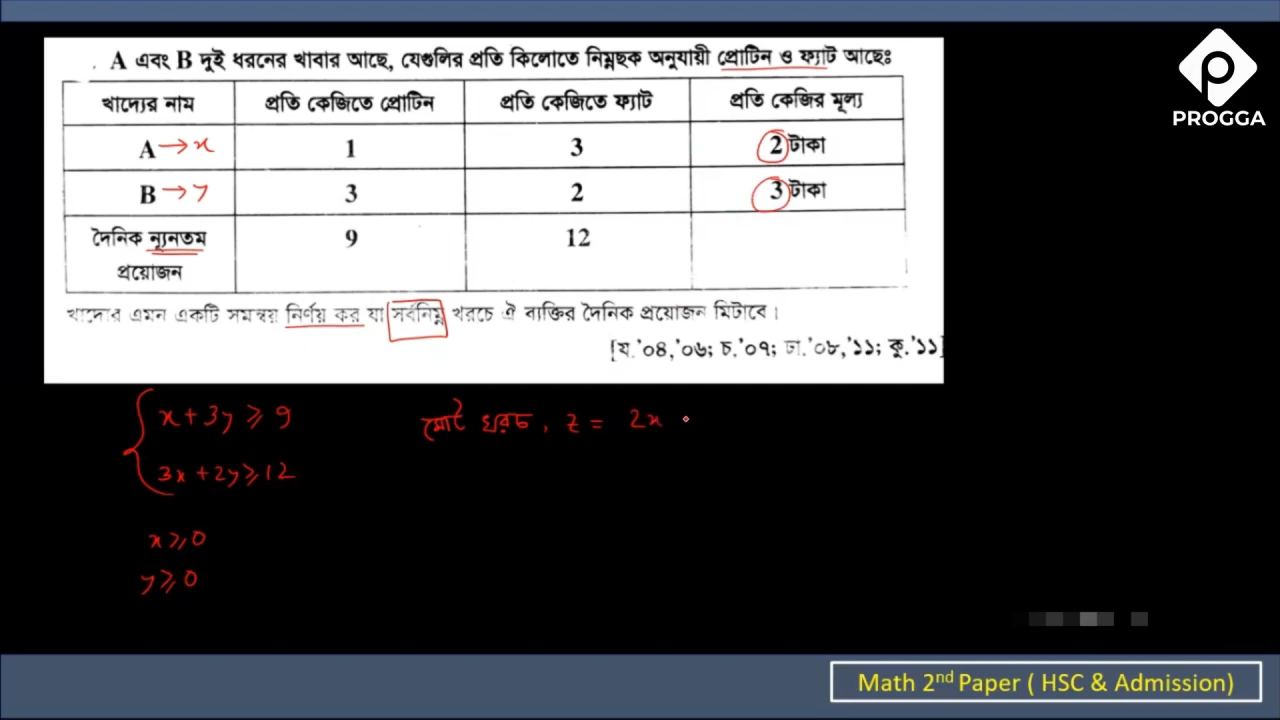 A এবং B দুই ধরনের খাবার আছে, যেগুলির প্রতি কিলোতে নিম্নছক অনুযায়ী প্রোটিন ও ফ্যাট আছেঃ
PROGGA
খাদ্যের নাম প্রতি কেজিতে প্রোটিন প্রতি কেজিতে ফ্যাট প্রতি কেজির মূল্য
A → x 1 3 2 টাকা
B → y 3 2 3 টাকা
দৈনিক ন্যূনতম 9 12
প্রয়োজন
খাদ্যের এমন একটি সমন্বয় নির্ণয় কর যা সর্বনিম্ন খরচে ঐ ব্যক্তির দৈনিক প্রয়োজন মিটাবে।
[য.'০৪,'০৬; চ.'০৭; ঢা.'০৮,'১১; কু.'১১]
x + 3y ≥ 9 মোট খরচ, z = 2x
3x + 2y ≥ 12
x ≥ 0
y ≥ 0
Math 2nd Paper ( HSC & Admission)